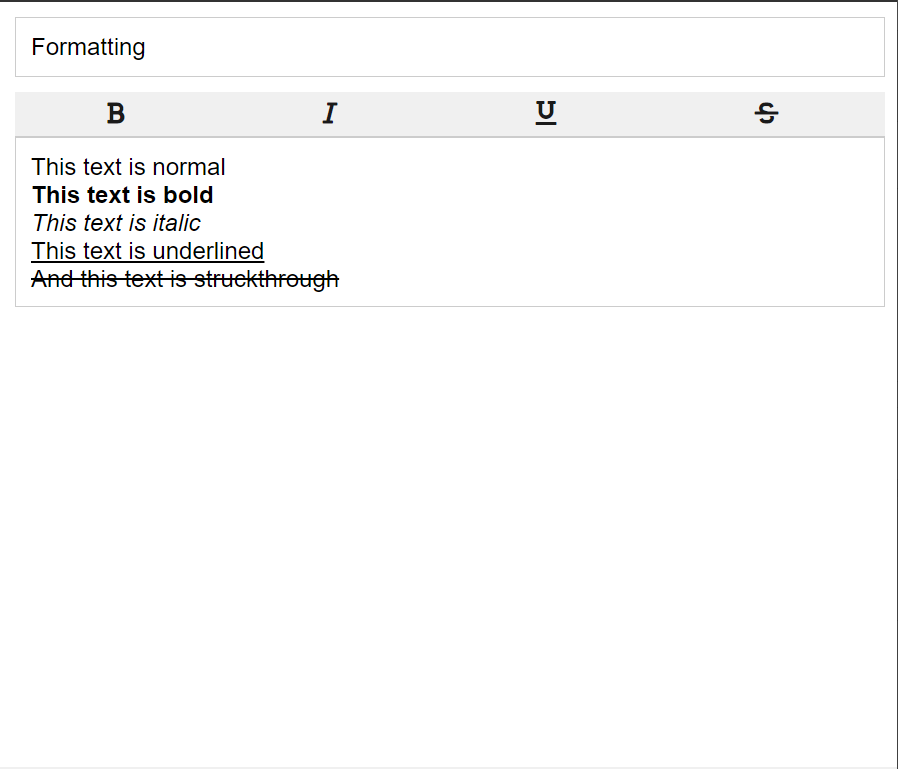 Formatting
B I U S
This text is normal
This text is bold
This text is italic
This text is underlined
And this text is struckthrough